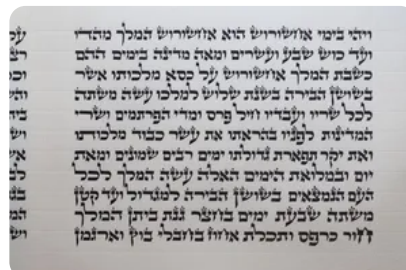 ויהי בימי אחשורוש הוא אחשורוש המלך מהדו
ועד כוש שבע ועשרים ומאה מדינה בימים ההם
כשבת המלך אחשורוש על כסא מלכותו אשר
בשושן הבירה בשנת שלוש למלכו עשה משתה
לכל שריו ועבדיו חיל פרס ומדי הפרתמים ושרי
המדינות לפניו בהראתו את עשר כבוד מלכותו
ואת יקר תפארת גדולתו ימים רבים שמונים ומאת
יום ובמלואת הימים האלה עשה המלך לכל
העם הנמצאים בשושן הבירה למגדול ועד קטן
משתה שבעת ימים בחצר גנת ביתן המלך
חור כרפס ותכלת אחוז בחבלי בוץ וארגמן